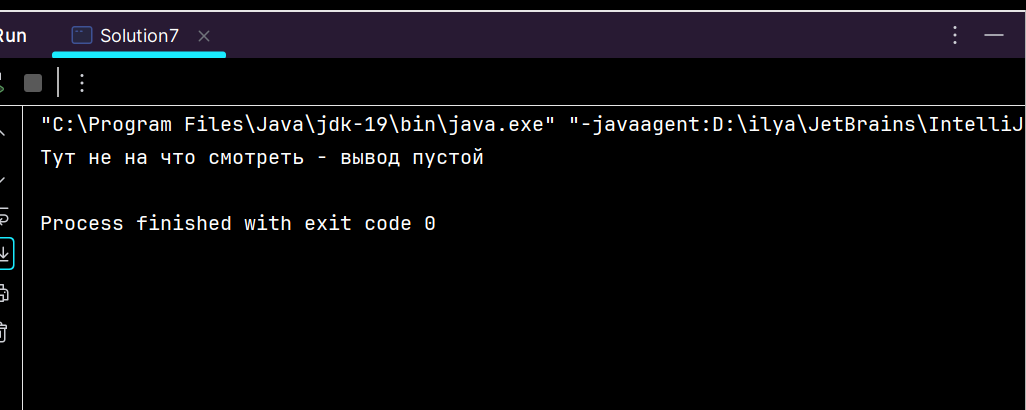 Run Solution7
"C:\Program Files\Java\jdk-19\bin\java.exe" "-javaagent:D:\ilya\JetBrains\IntelliJ
Тут не на что смотреть - вывод пустой
Process finished with exit code 0